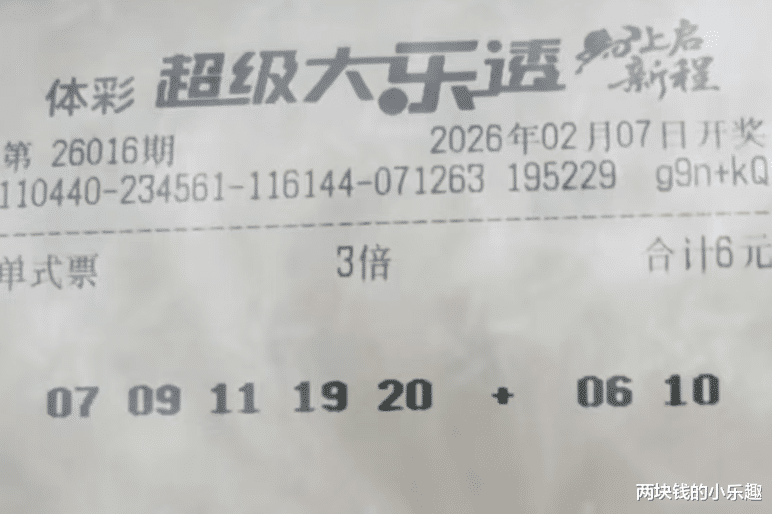 体彩 超级大乐透 马上启
新程
第 26016期 2026年02月07日开奖
110440-234561-116144-071263 195229 g9n+kQ
单式票 3倍 合计6元
07 09 11 19 20 + 06 10
两块钱的小乐趣